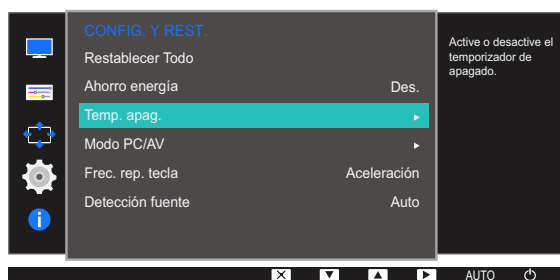 CONFIG. Y REST.
Restablecer Todo
Ahorro energía Des.
Temp. apag.
Modo PC/AV
Frec. rep. tecla Aceleración
Detección fuente Auto
Active o desactive el
temporizador de
apagado.
AUTO